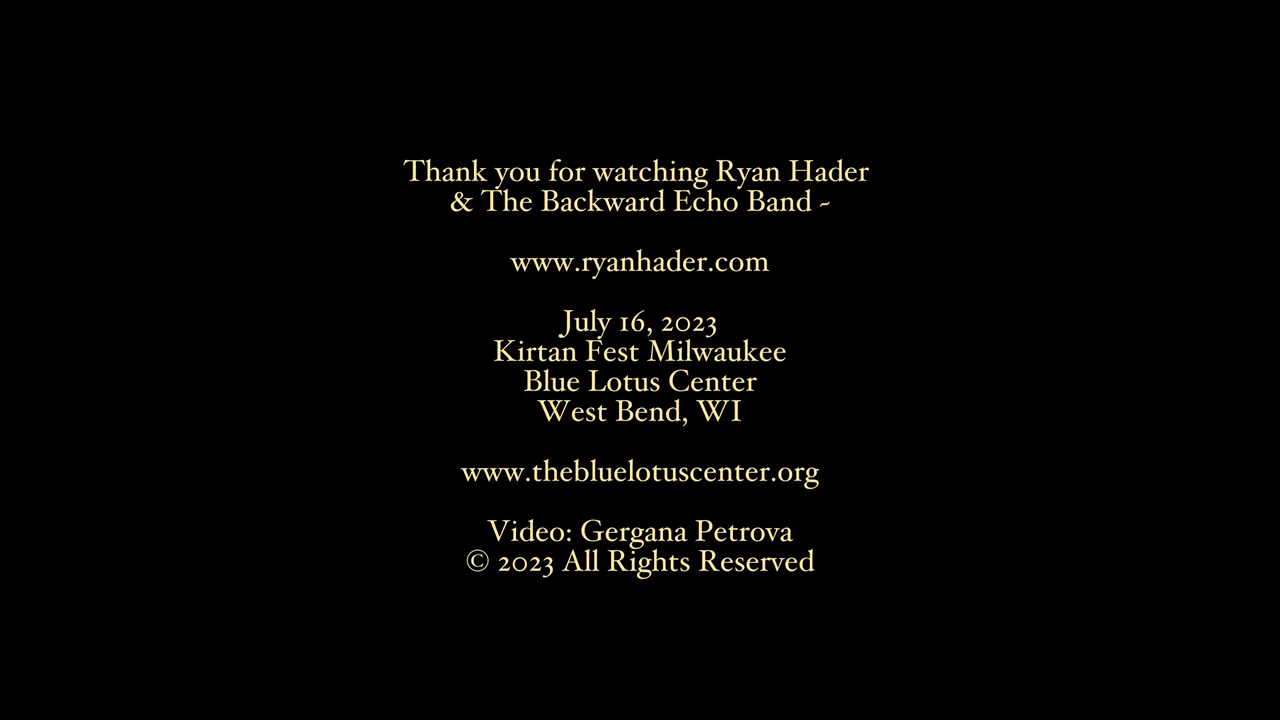 Thank you for watching Ryan Hader
& The Backward Echo Band ~
www.ryanhader.com
July 16, 2023
Kirtan Fest Milwaukee
Blue Lotus Center
West Bend, WI
www.thebluelotuscenter.org
Video: Gergana Petrova
© 2023 All Rights Reserved